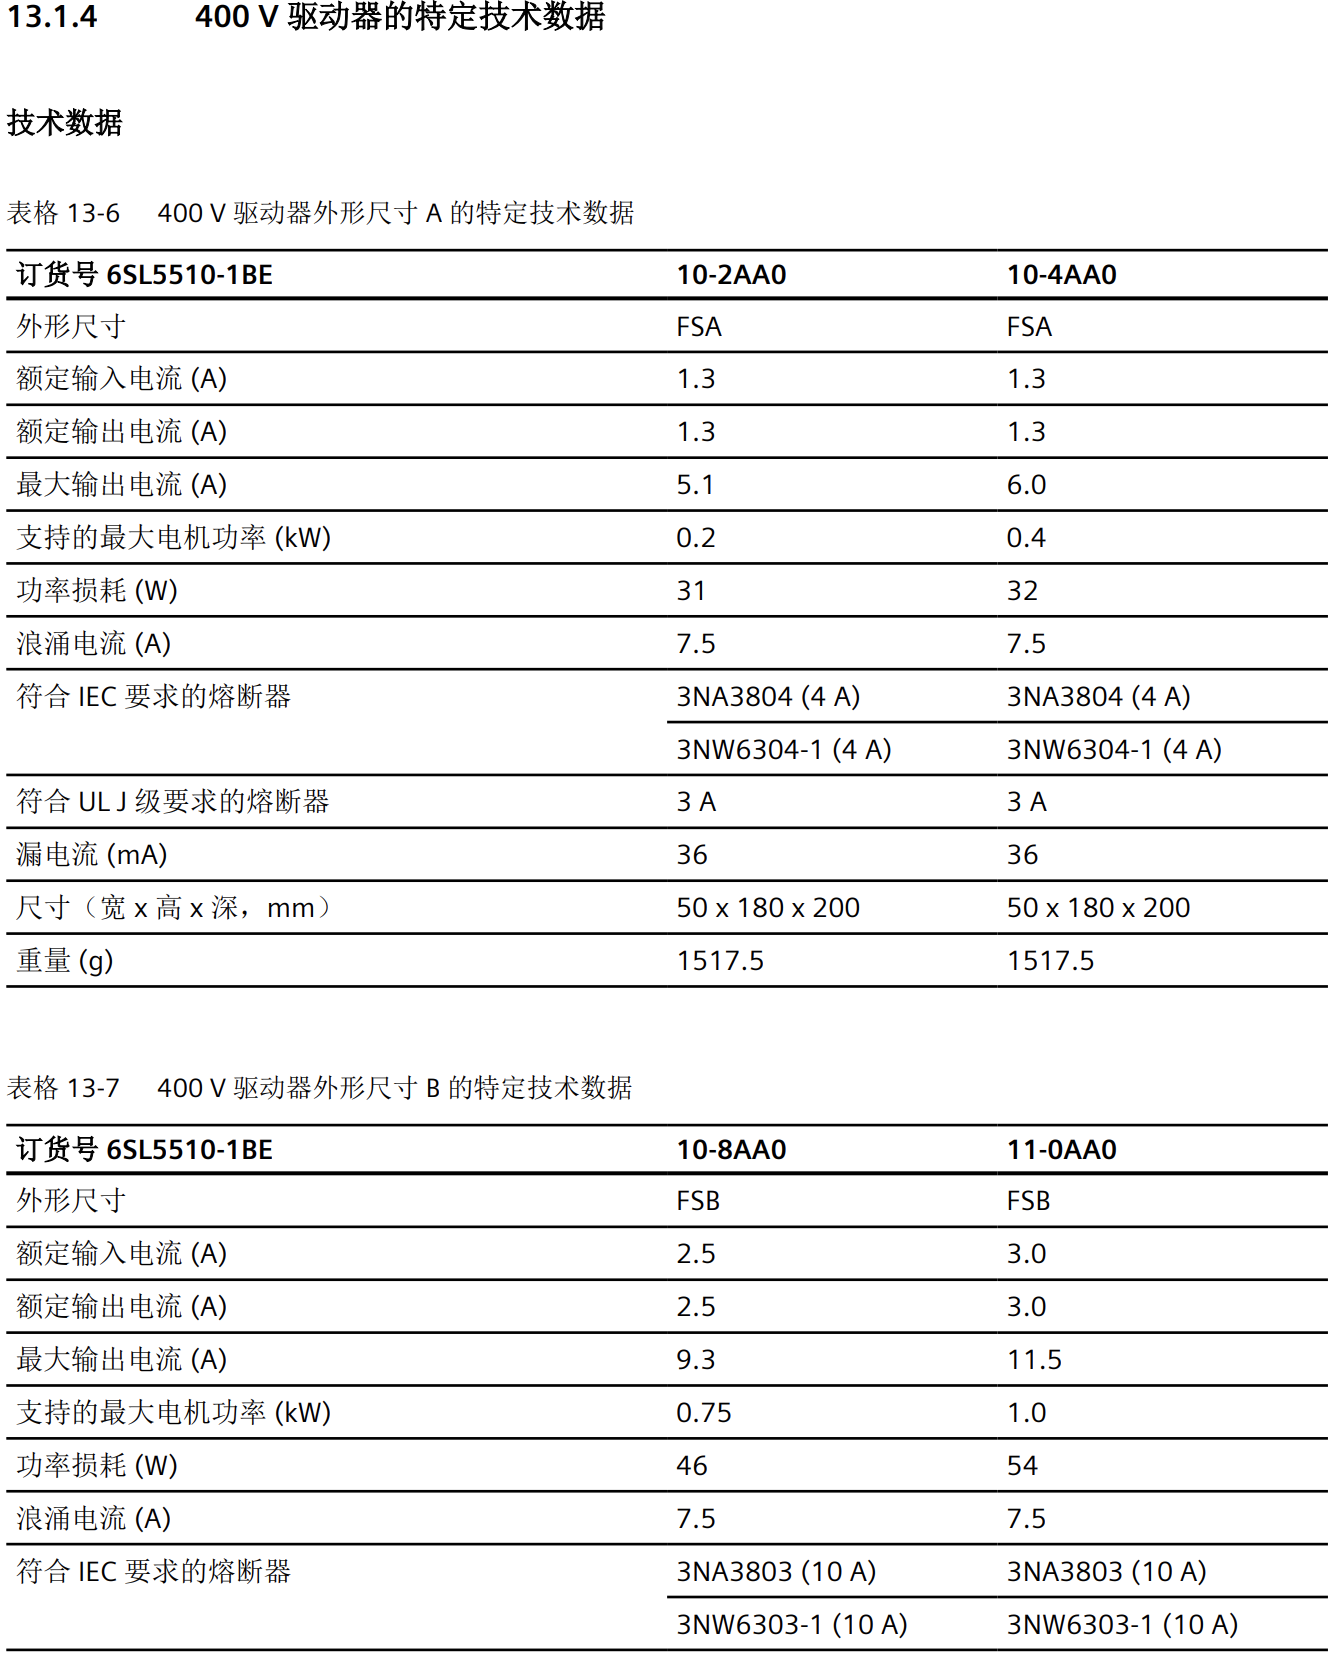 13.1.4 400 V 驱动器的特定技术数据
技术数据
表格 13-6 400 V 驱动器外形尺寸 A 的特定技术数据
订货号 6SL5510-1BE 10-2AA0 10-4AA0
外形尺寸 FSA FSA
额定输入电流 (A) 1.3 1.3
额定输出电流 (A) 1.3 1.3
最大输出电流 (A) 5.1 6.0
支持的最大电机功率 (kW) 0.2 0.4
功率损耗 (W) 31 32
浪涌电流 (A) 7.5 7.5
符合 IEC 要求的熔断器 3NA3804 (4 A) 3NA3804 (4 A)
3NW6304-1 (4 A) 3NW6304-1 (4 A)
符合 UL J 级要求的熔断器 3 A 3 A
漏电流 (mA) 36 36
尺寸（宽 x 高 x 深，mm） 50 x 180 x 200 50 x 180 x 200
重量 (g) 1517.5 1517.5
表格 13-7 400 V 驱动器外形尺寸 B 的特定技术数据
订货号 6SL5510-1BE 10-8AA0 11-0AA0
外形尺寸 FSB FSB
额定输入电流 (A) 2.5 3.0
额定输出电流 (A) 2.5 3.0
最大输出电流 (A) 9.3 11.5
支持的最大电机功率 (kW) 0.75 1.0
功率损耗 (W) 46 54
浪涌电流 (A) 7.5 7.5
符合 IEC 要求的熔断器 3NA3803 (10 A) 3NA3803 (10 A)
3NW6303-1 (10 A) 3NW6303-1 (10 A)